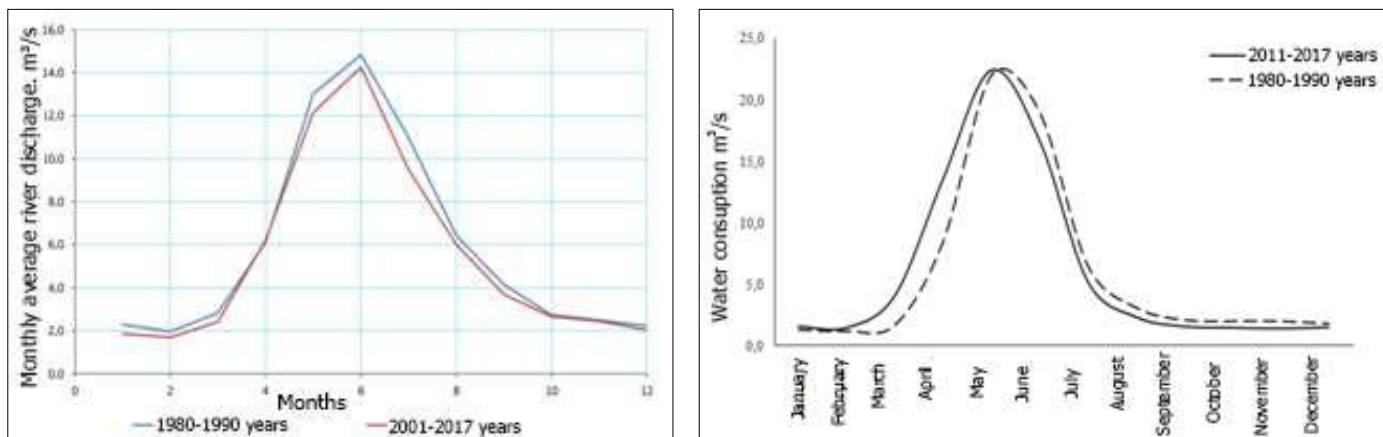 Monthly average river discharge. m³/s
16,0
14,0
12,0
10,0
8,0
6,0
4,0
2,0
0,0
0 2 4 6 8 10 12
Months
1980-1990 years 2001-2017 years
Water consuption m³/s
25,0
20,0
15,0
10,0
5,0
0,0
2011-2017 years
1980-1990 years
January
February
March
April
May
June
July
August
September
October
November
December